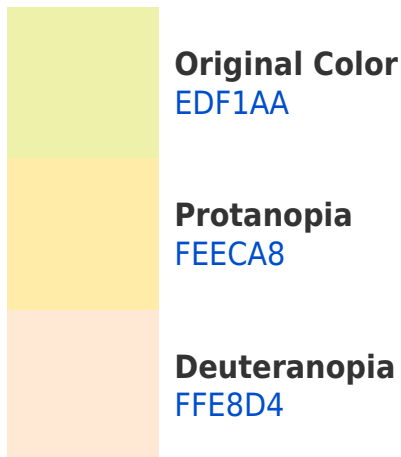 Original Color
EDF1AA
Protanopia
FEECA8
Deuteranopia
FFE8D4